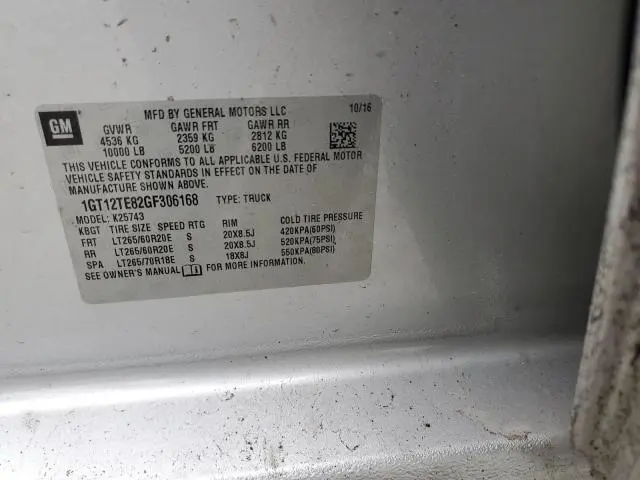 GM
MFD BY GENERAL MOTORS LLC 10/16
GVWR GAWR FRT GAWR RR
4536 KG 2359 KG 2812 KG
10000 LB 5200 LB 6200 LB
THIS VEHICLE CONFORMS TO ALL APPLICABLE U.S. FEDERAL MOTOR
VEHICLE SAFETY STANDARDS IN EFFECT ON THE DATE OF
MANUFACTURE SHOWN ABOVE.
1GT12TE82GF306168 TYPE: TRUCK
MODEL: K25743
KBGT TIRE SIZE SPEED RTG RIM COLD TIRE PRESSURE
FRT LT265/60R20E S 20X8.5J 420KPA(60PSI)
RR LT265/60R20E S 20X8.5J 520KPA(75PSI)
SPA LT265/70R18E S 18X8J 550KPA(80PSI)
SEE OWNER'S MANUAL FOR MORE INFORMATION.